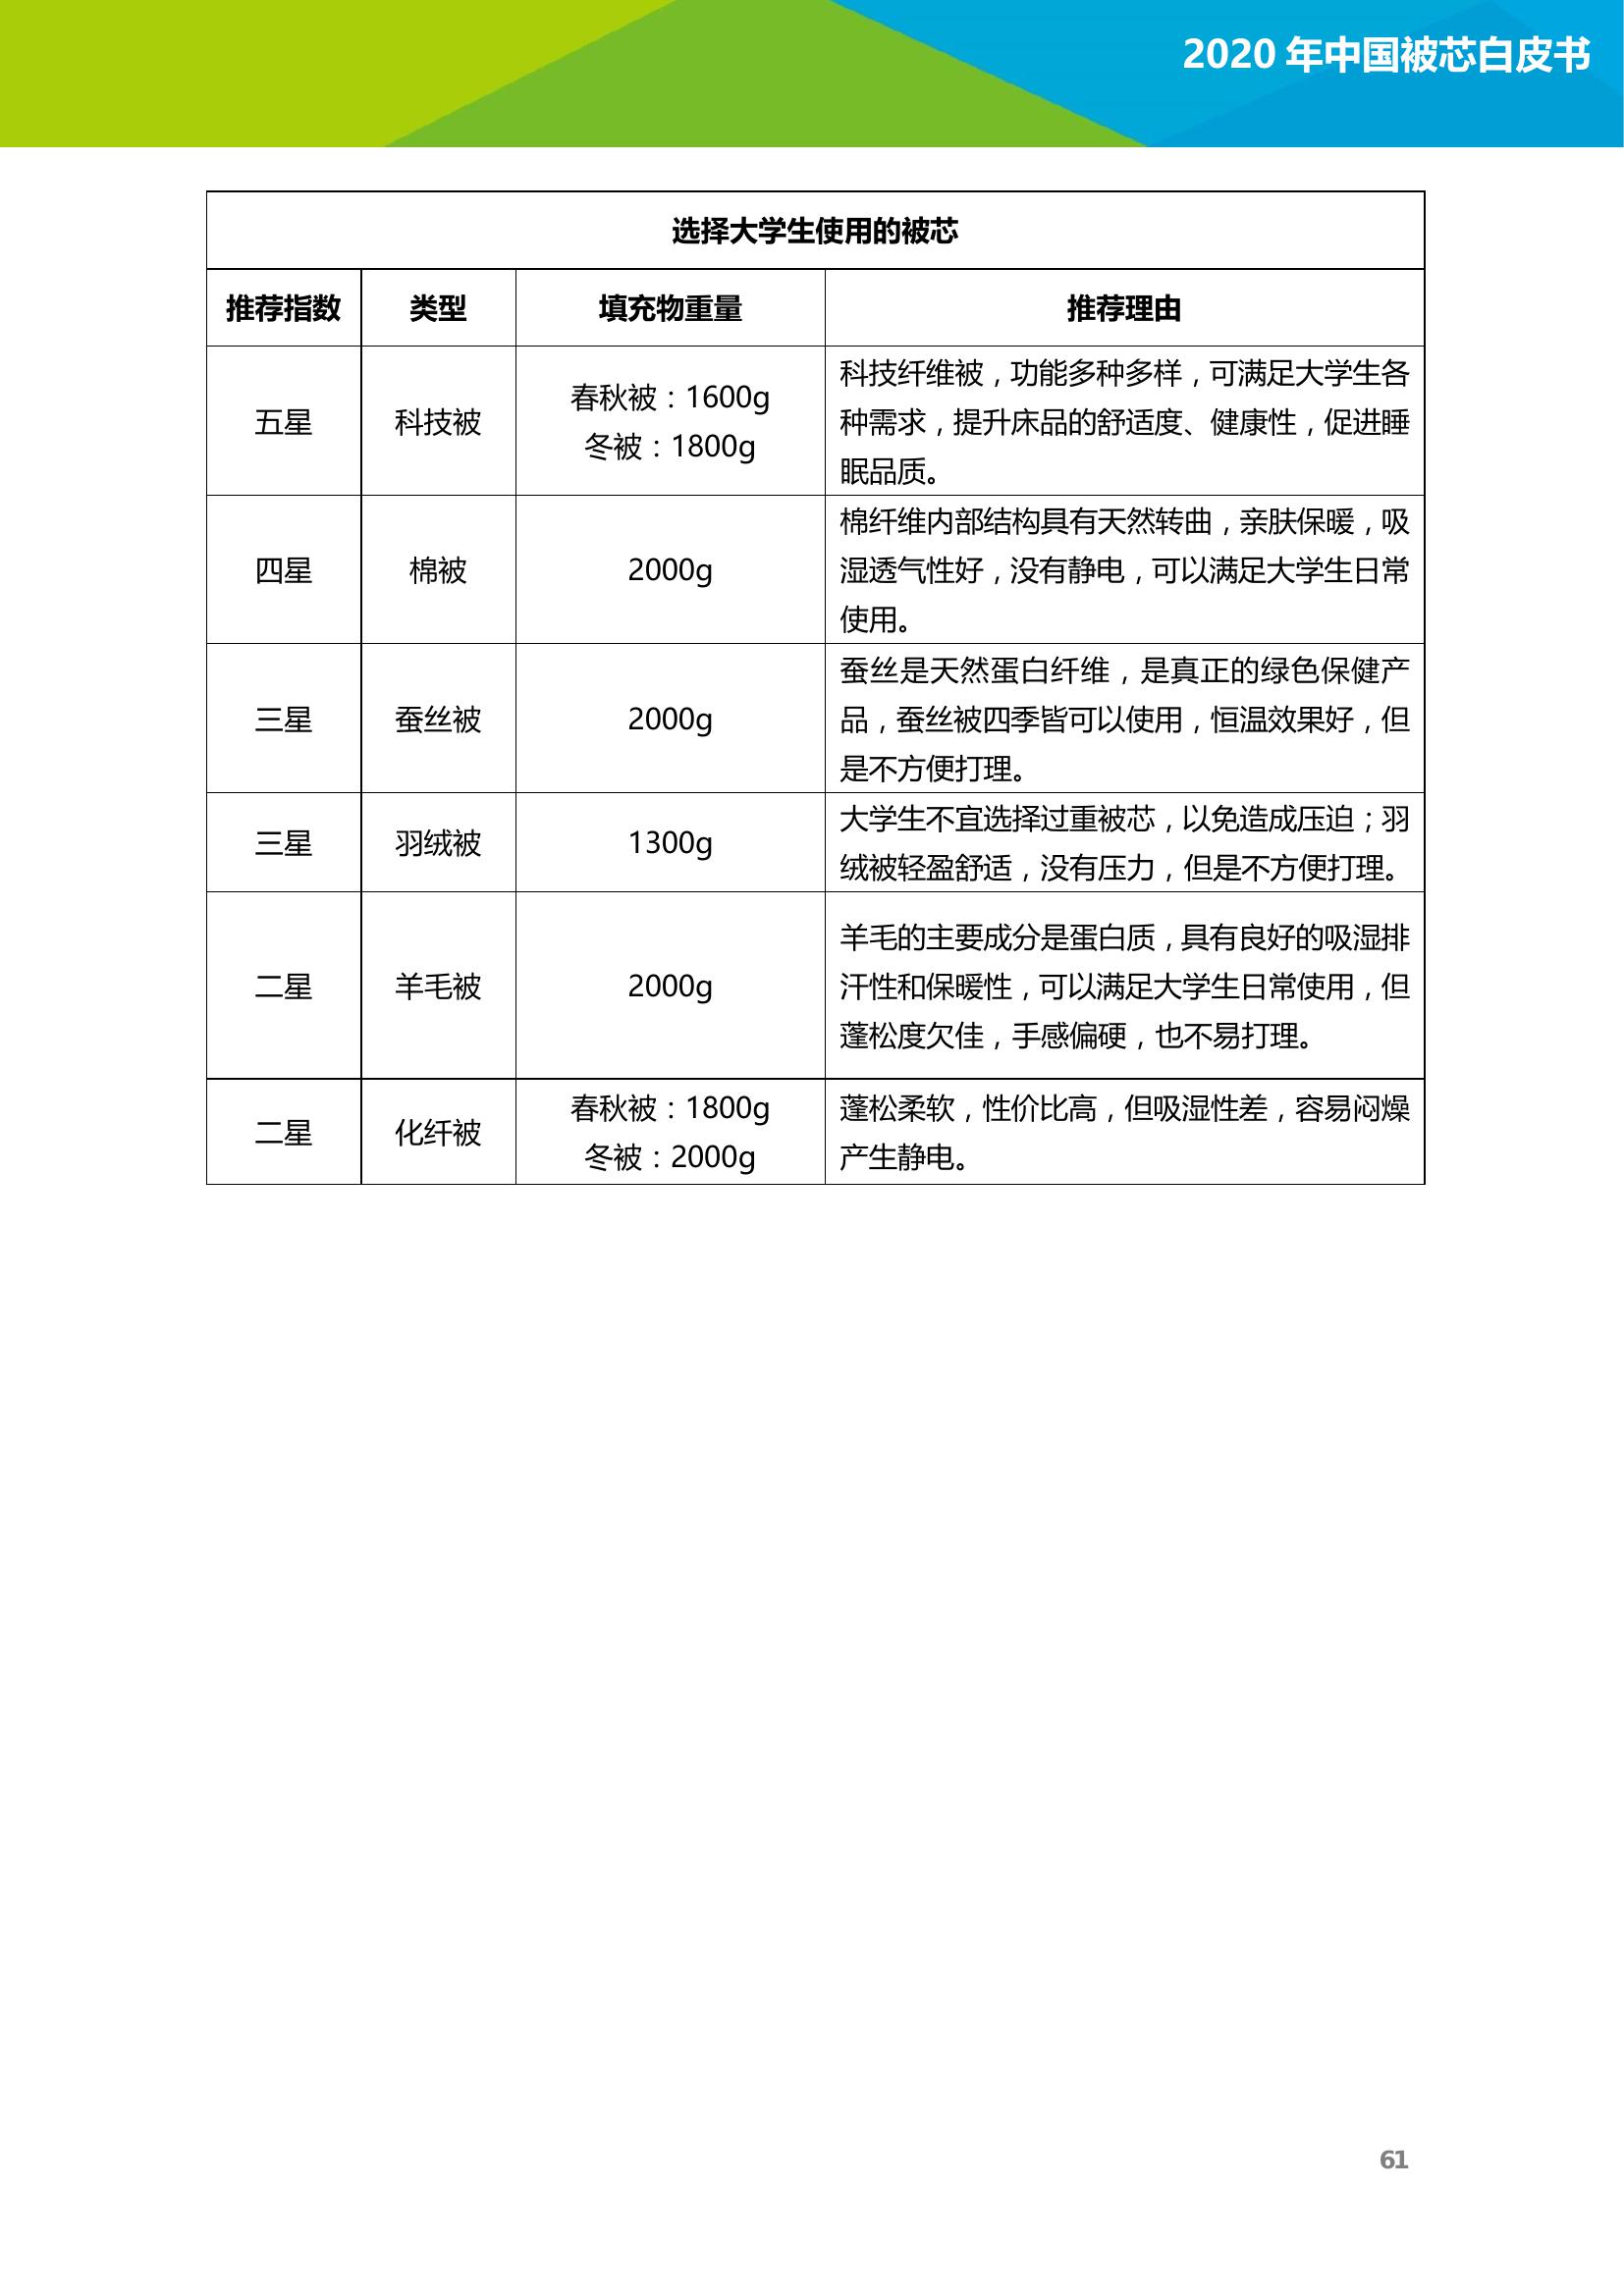 2020 年中国被芯白皮书
选择大学生使用的被芯
推荐指数 类型 填充物重量 推荐理由
五星 科技被 春秋被：1600g
冬被：1800g
科技纤维被，功能多种多样，可满足大学生各
种需求，提升床品的舒适度、健康性，促进睡
眠品质。
四星 棉被 2000g
棉纤维内部结构具有天然转曲，亲肤保暖，吸
湿透气性好，没有静电，可以满足大学生日常
使用。
三星 蚕丝被 2000g
蚕丝是天然蛋白纤维，是真正的绿色保健产
品，蚕丝被四季皆可以使用，恒温效果好，但
是不方便打理。
三星 羽绒被 1300g
大学生不宜选择过重被芯，以免造成压迫；羽
绒被轻盈舒适，没有压力，但是不方便打理。
二星 羊毛被 2000g
羊毛的主要成分是蛋白质，具有良好的吸湿排
汗性和保暖性，可以满足大学生日常使用，但
蓬松度欠佳，手感偏硬，也不易打理。
二星 化纤被 春秋被：1800g
冬被：2000g
蓬松柔软，性价比高，但吸湿性差，容易闷燥
产生静电。
61